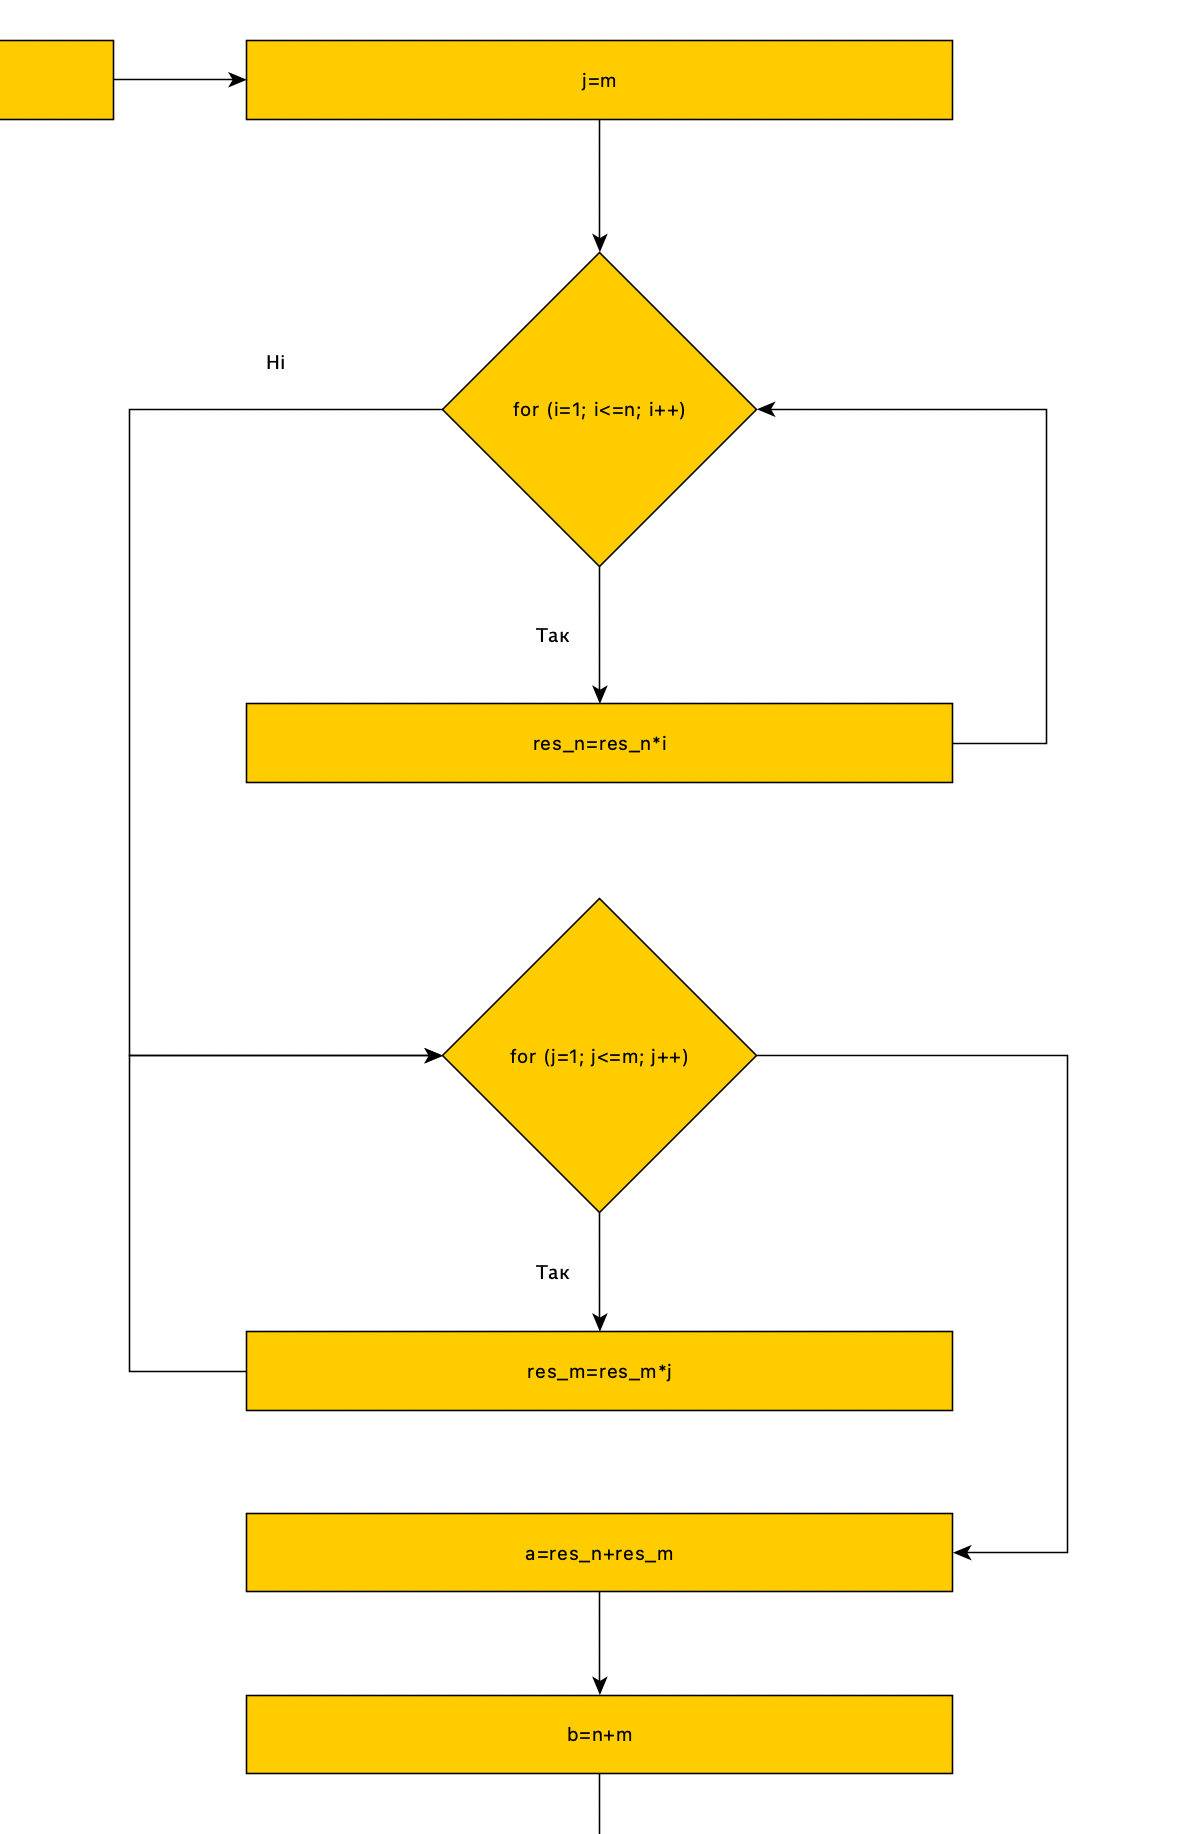 j=m
Ні
for (i=1; i<=n; i++)
Так
res_n=res_n*i
for (j=1; j<=m; j++)
Так
res_m=res_m*j
a=res_n+res_m
b=n+m